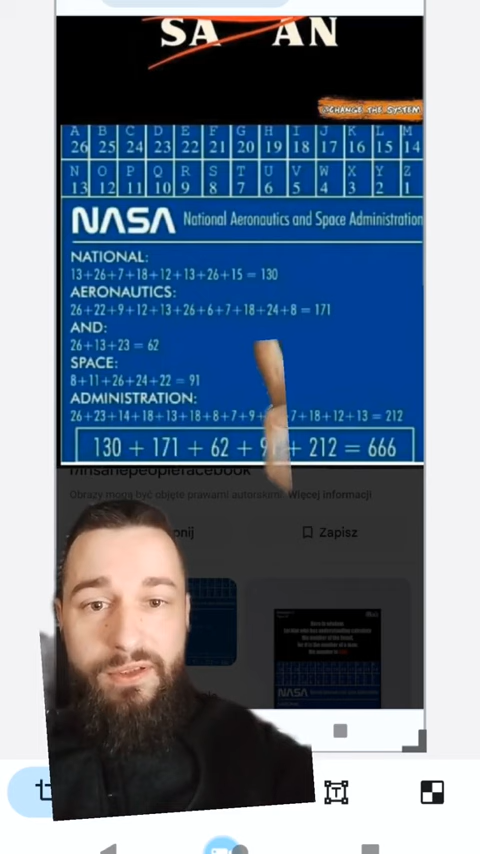 SA AN
CHANGE THE SYSTEM
A B C D E F G H I J K L M
26 25 24 23 22 21 20 19 18 17 16 15 14
N O P Q R S T U V W X Y Z
13 12 11 10 9 8 7 6 5 4 3 2 1
NASA National Aeronautics and Space Administration
NATIONAL:
13+26+7+18+12+13+26+15 = 130
AERONAUTICS:
26+22+9+12+13+26+6+7+18+24+8 = 171
AND:
26+13+23 = 62
SPACE:
8+11+26+24+22 = 91
ADMINISTRATION:
26+23+14+18+13+18+8+7+9+ 7+18+12+13 = 212
130 + 171 + 62 + 91 + 212 = 666
mrinsanepeoplefacebook
Obrazy mogą być objęte prawami autorskimi. Więcej informacji
Zapisz
NASA
T